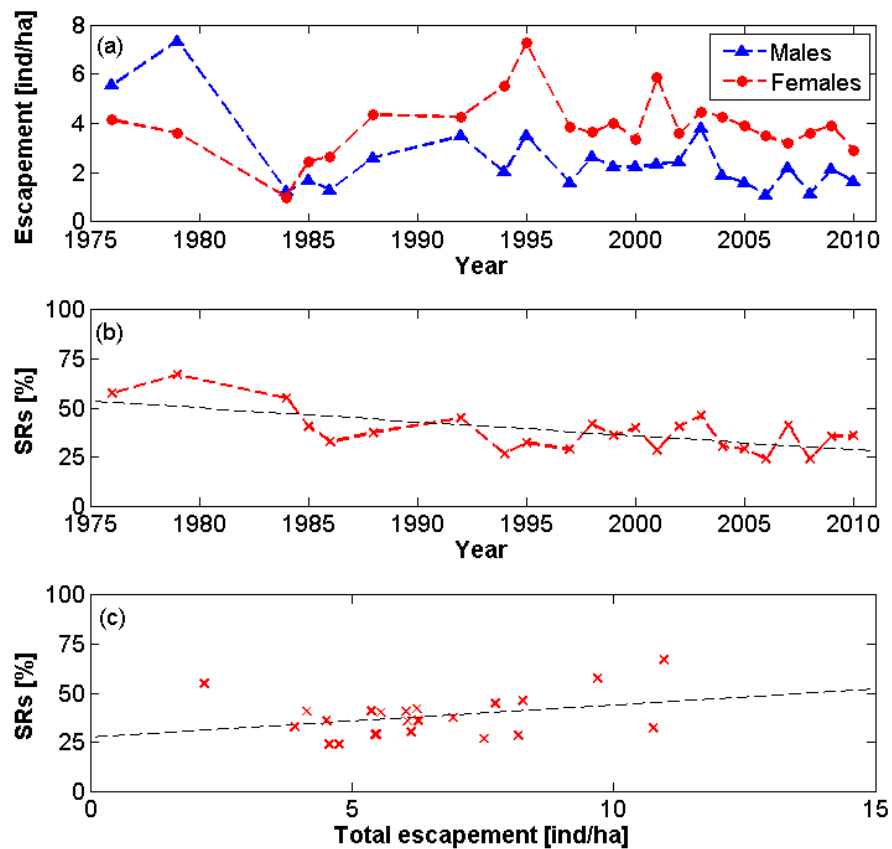 (a)
Males
Females
Escapement [ind/ha]
8
6
4
2
0
1975 1980 1985 1990 1995 2000 2005 2010
Year
(b)
SRs [%]
100
75
50
25
0
1975 1980 1985 1990 1995 2000 2005 2010
Year
(c)
SRs [%]
100
75
50
25
0
0 5 10 15
Total escapement [ind/ha]